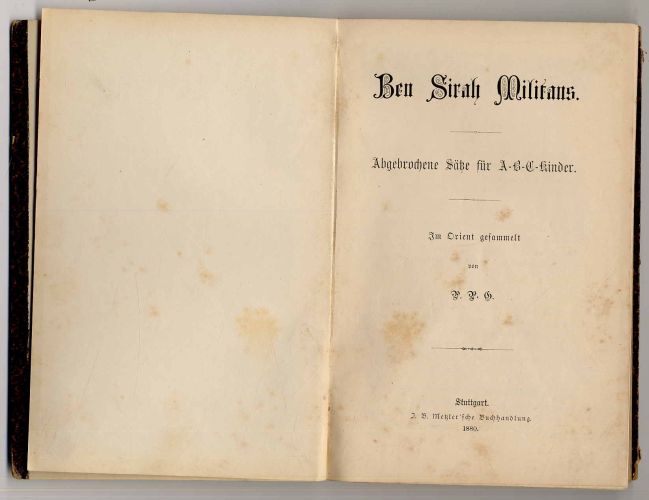 Ben Sirah Militans.
Abgebrochene Sätze für A-B-C-Kinder.
Im Orient gesammelt
von
P. P. G.
Stuttgart.
J. B. Metzler'sche Buchhandlung.
1880.